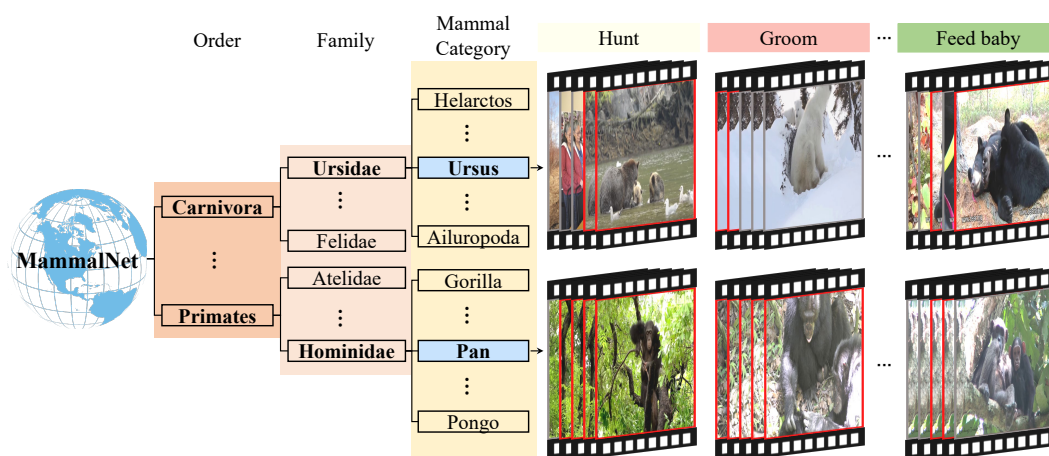 Order
Family
Mammal
Category
Hunt
Groom
...
Feed baby
MammalNet
Carnivora
...
Primates
Ursidae
...
Felidae
Atelidae
...
Hominidae
Helarctos
...
Ursus
...
Ailuropoda
Gorilla
...
Pan
...
Pongo
...
...